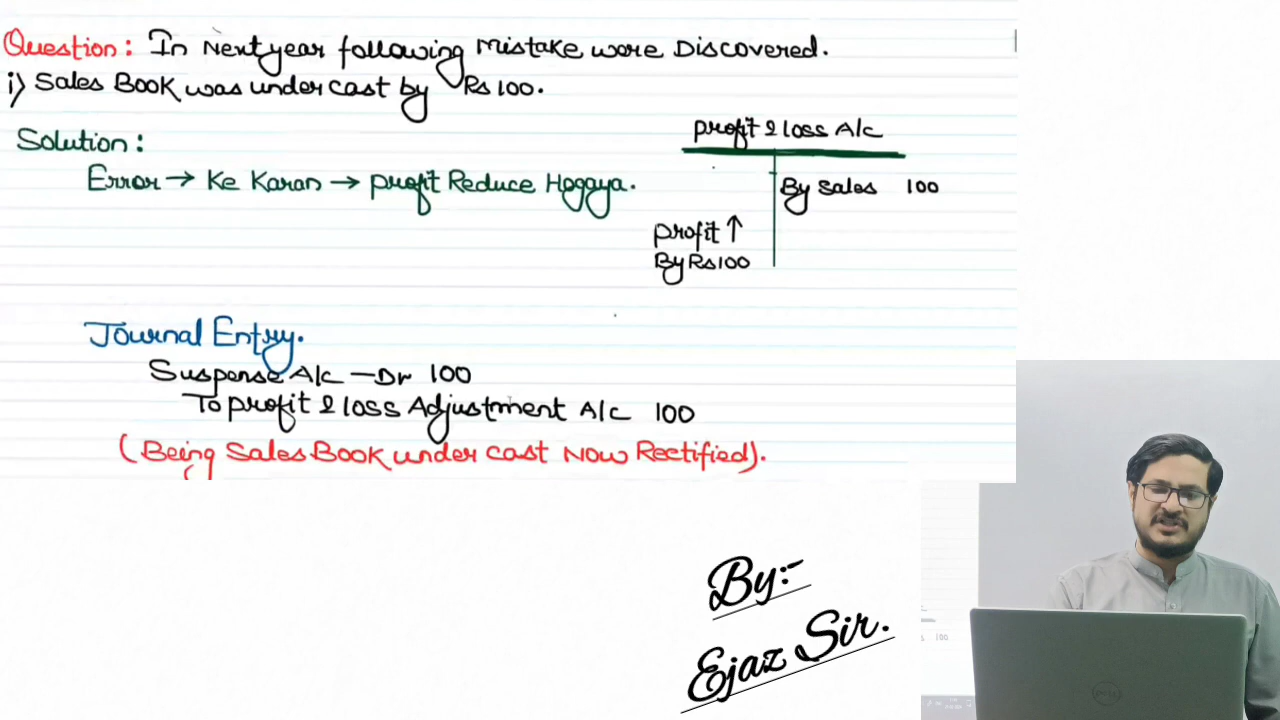 Question: In Next year following Mistake were Discovered.
i) Sales Book was under cast by Rs 100.
Solution:
Error → Ke Karan → profit Reduce Hogaya.
profit & loss A/c
By Sales 100
profit ↑
By Rs 100
Journal Entry.
Suspense A/c — Dr 100
To profit & loss Adjustment A/c 100
(Being Sales Book under cast Now Rectified).
By:-
Ejaz Sir.
100
DELL